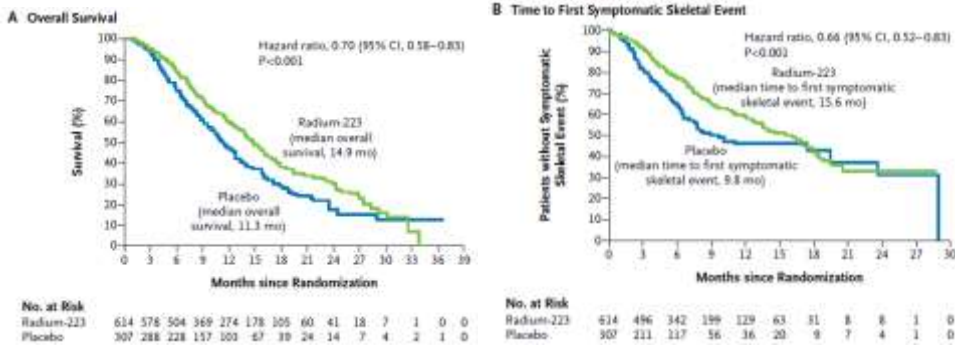 A Overall Survival
Hazard ratio, 0.70 (95% CI, 0.58–0.83)
P<0.001
100
90
80
70
60
50
40
30
20
10
0
Survival (%)
Radium-223
(median overall
survival, 14.9 mo)
Placebo
(median overall
survival, 11.3 mo)
0 3 6 9 12 15 18 21 24 27 30 33 36 39
Months since Randomization
No. at Risk
Radium-223 614 578 504 369 274 178 105 60 41 18 7 1 0 0
Placebo 307 288 228 157 103 67 39 24 14 7 4 2 1 0
B Time to First Symptomatic Skeletal Event
Hazard ratio, 0.66 (95% CI, 0.52–0.83)
P<0.001
100
90
80
70
60
50
40
30
20
10
0
Patients without Symptomatic
Skeletal Event (%)
Radium-223
(median time to first symptomatic
skeletal event, 15.6 mo)
Placebo
(median time to first symptomatic
skeletal event, 9.8 mo)
0 3 6 9 12 15 18 21 24 27 30
Months since Randomization
No. at Risk
Radium-223 614 496 342 199 129 63 31 8 8 1 0
Placebo 307 211 117 56 36 20 9 7 4 1 0